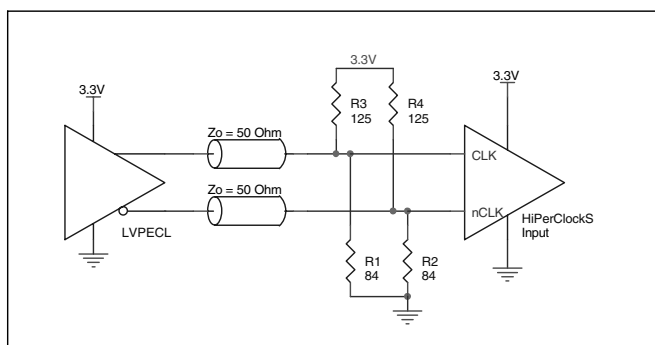 3.3V
3.3V
3.3V
R3
125
R4
125
Zo = 50 Ohm
CLK
Zo = 50 Ohm
nCLK
HiPerClockS
Input
LVPECL
R1
84
R2
84